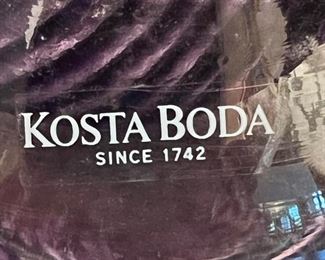 KOSTA BODA
SINCE 1742